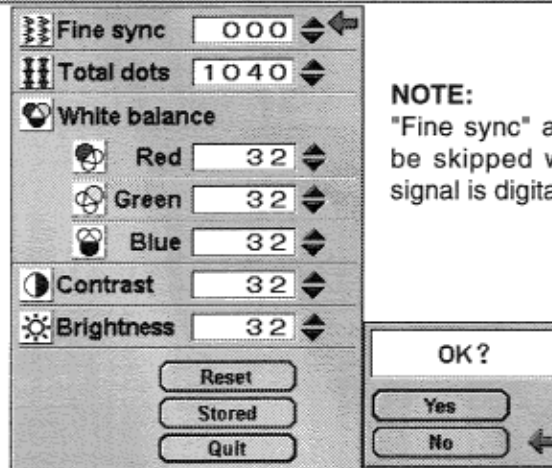 Fine sync 000
Total dots 1040
White balance
Red 32
Green 32
Blue 32
Contrast 32
Brightness 32
Reset
Stored
Quit
NOTE:
"Fine sync" a
be skipped w
signal is digita
OK?
Yes
No